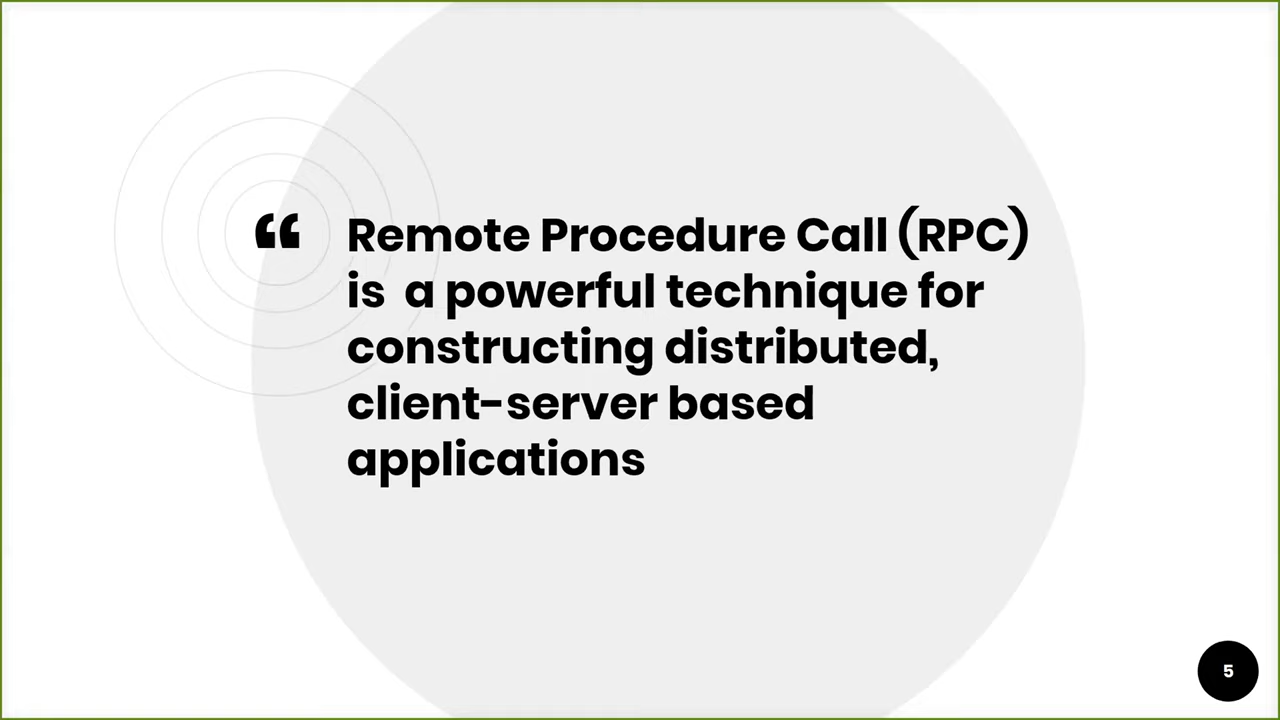 “ Remote Procedure Call (RPC)
is  a powerful technique for
constructing distributed,
client-server based
applications
5